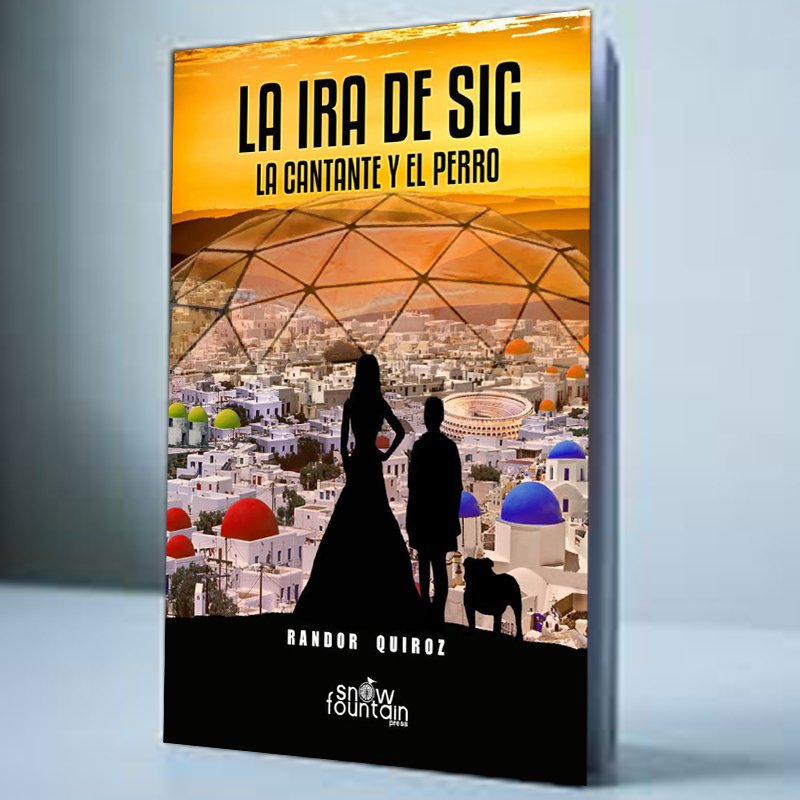 LA IRA DE SIG
LA CANTANTE Y EL PERRO
RANDOR QUIROZ
snow
fountain
press